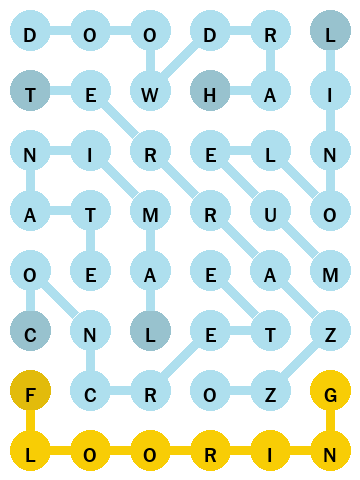 D O O D R L
T E W H A I
N I R E L N
A T M R U O
O E A E A M
C N L E T Z
F C R O Z G
L O O R I N